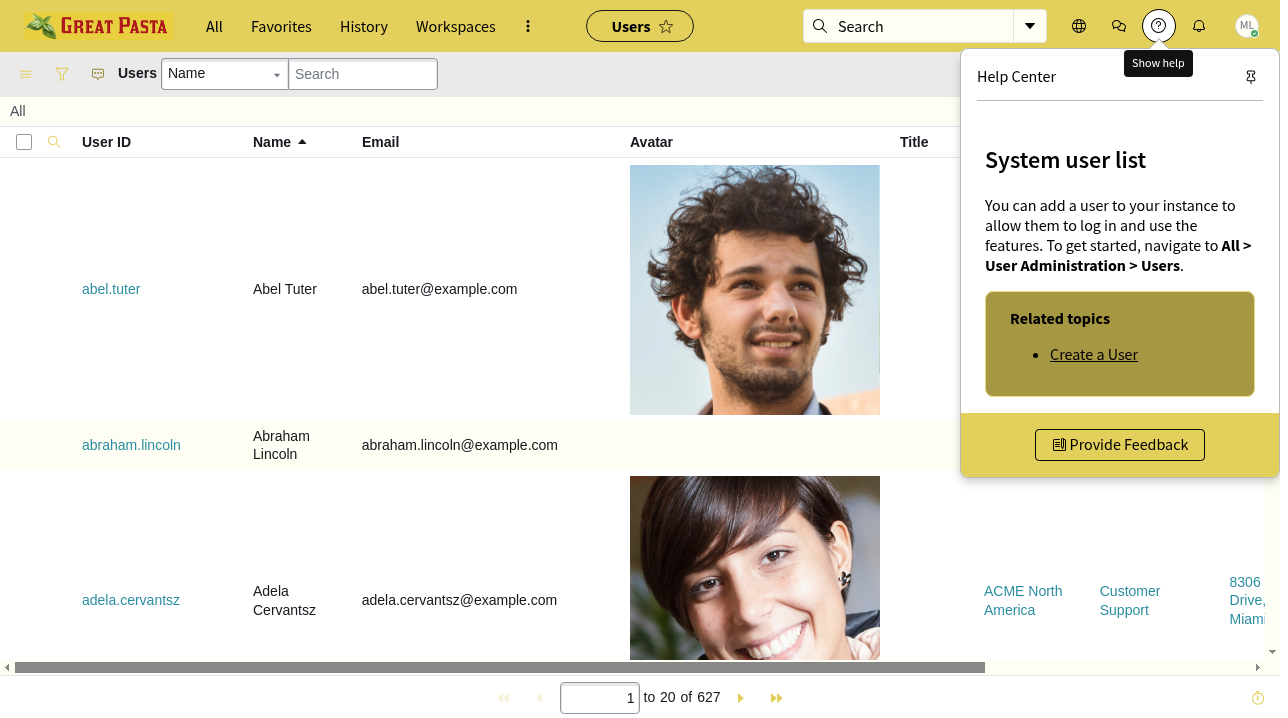 GREAT PASTA
All
Favorites
History
Workspaces
Users
Search
ML
Show help
Users
Name
Search
Help Center
All
User ID
Name
Email
Avatar
Title
System user list
You can add a user to your instance to
allow them to log in and use the
features. To get started, navigate to All >
User Administration > Users.
Related topics
Create a User
Provide Feedback
abel.tuter
Abel Tuter
abel.tuter@example.com
abraham.lincoln
Abraham
Lincoln
abraham.lincoln@example.com
adela.cervantsz
Adela
Cervantsz
adela.cervantsz@example.com
ACME North
America
Customer
Support
8306
Drive,
Miami
1 to 20 of 627